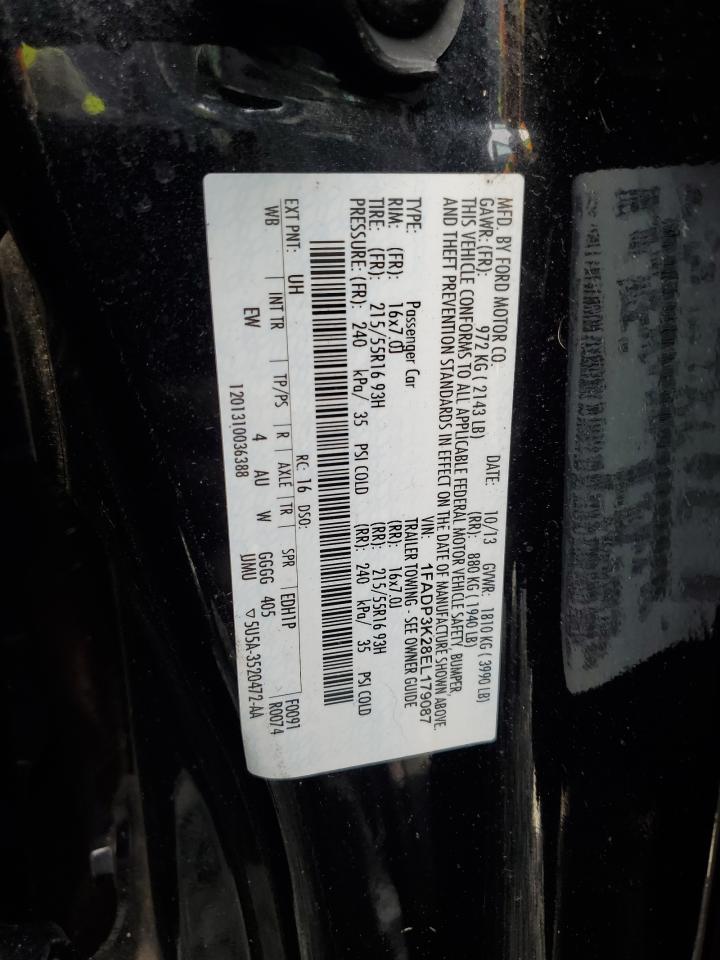 MFD. BY FORD MOTOR CO. DATE: 10/13 GVWR: 1810 KG ( 3990 LB)
GAWR: (FR): 972 KG ( 2143 LB) (RR): 880 KG ( 1940 LB)
THIS VEHICLE CONFORMS TO ALL APPLICABLE FEDERAL MOTOR VEHICLE SAFETY, BUMPER,
AND THEFT PREVENTION STANDARDS IN EFFECT ON THE DATE OF MANUFACTURE SHOWN ABOVE.
VIN: 1FADP3K28EL179087
TYPE: Passenger Car TRAILER TOWING - SEE OWNER GUIDE
RIM: (FR): 16x7.0J (RR): 16x7.0J
TIRE: (FR): 215/55R16 93H (RR): 215/55R16 93H
PRESSURE: (FR): 240 kPa/ 35 PSI COLD (RR): 240 kPa/ 35 PSI COLD
RC: 16 DSO: F0091
EXT PNT: UH EDH1P R0074
WB INT TR TP/PS R AXLE TR SPR
EW 4 AU W GGGG 405
1201310036388 UMU ▽5U5A-3520472-AA